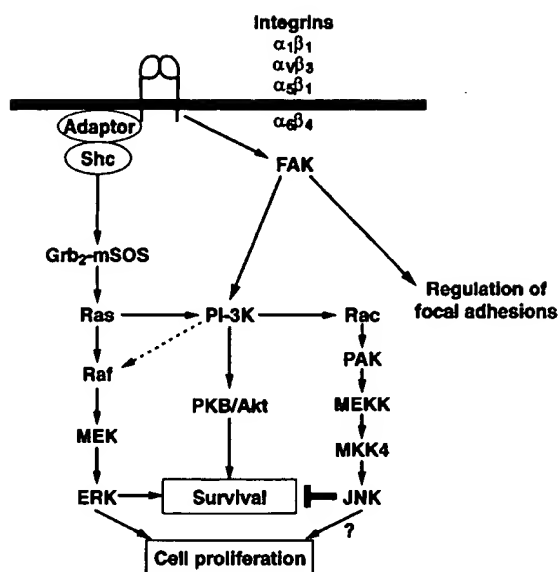 Integrins
α1β1
αvβ3
α5β1
α6β4
Adaptor
Shc
FAK
Grb2-mSOS
Regulation of
focal adhesions
Ras
PI-3K
Rac
Raf
PAK
PKB/Akt
MEKK
MEK
MKK4
ERK
Survival
JNK
?
Cell proliferation